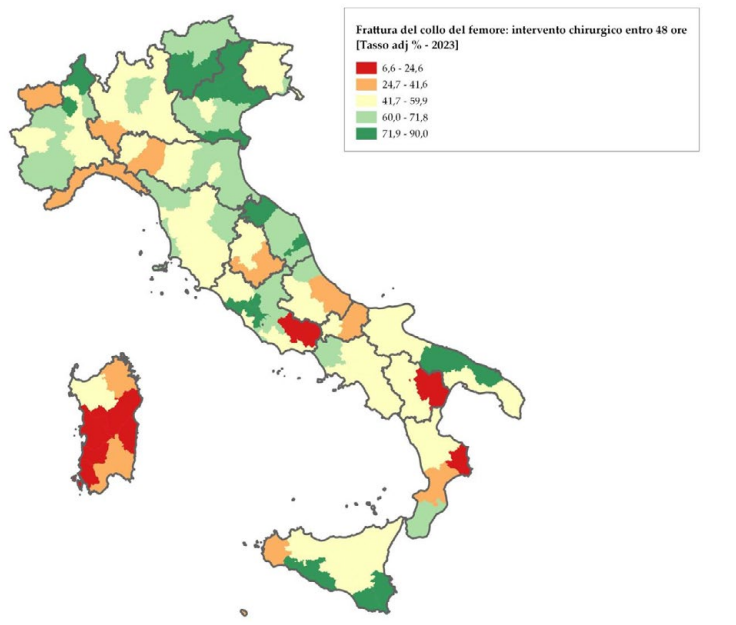 Frattura del collo del femore: intervento chirurgico entro 48 ore
[Tasso adj % - 2023]
6,6 - 24,6
24,7 - 41,6
41,7 - 59,9
60,0 - 71,8
71,9 - 90,0